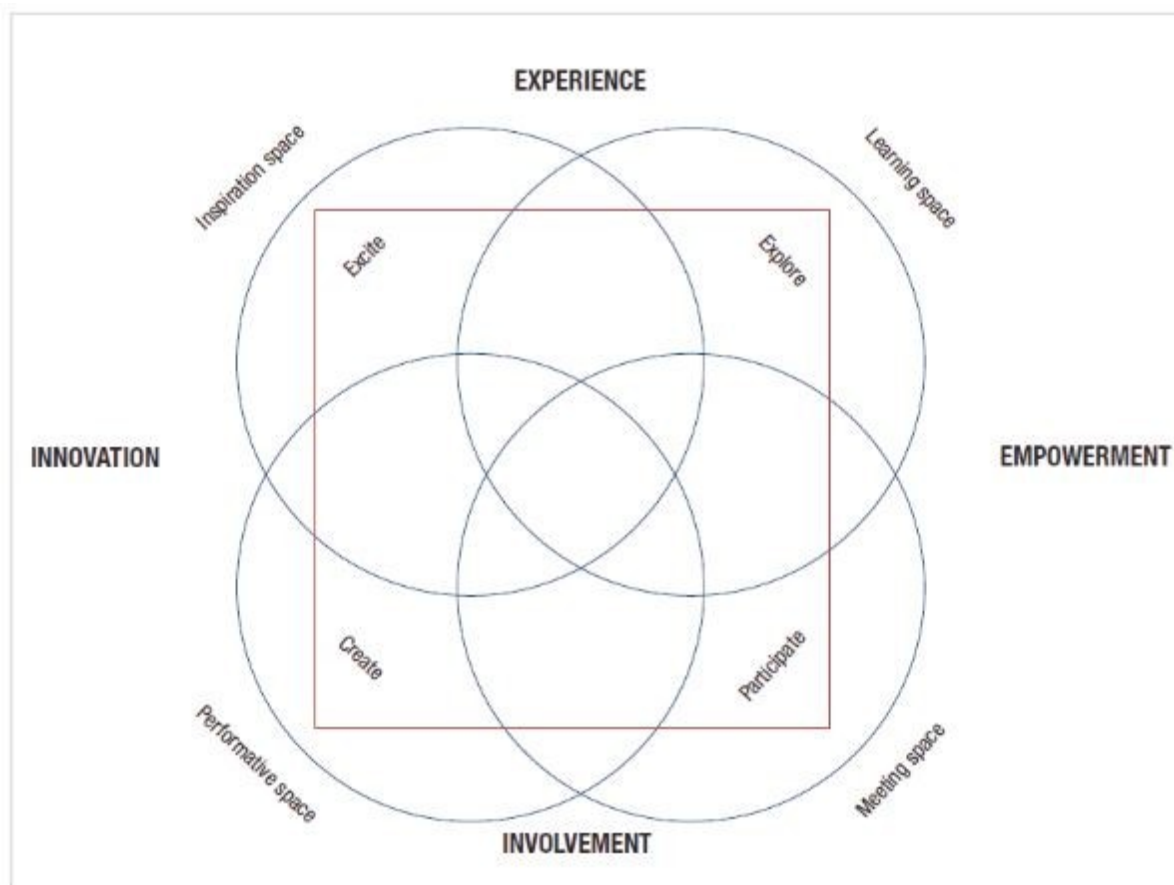 EXPERIENCE
Inspiration space
Learning space
Excite
Explore
INNOVATION
EMPOWERMENT
Create
Participate
Performative space
Meeting space
INVOLVEMENT